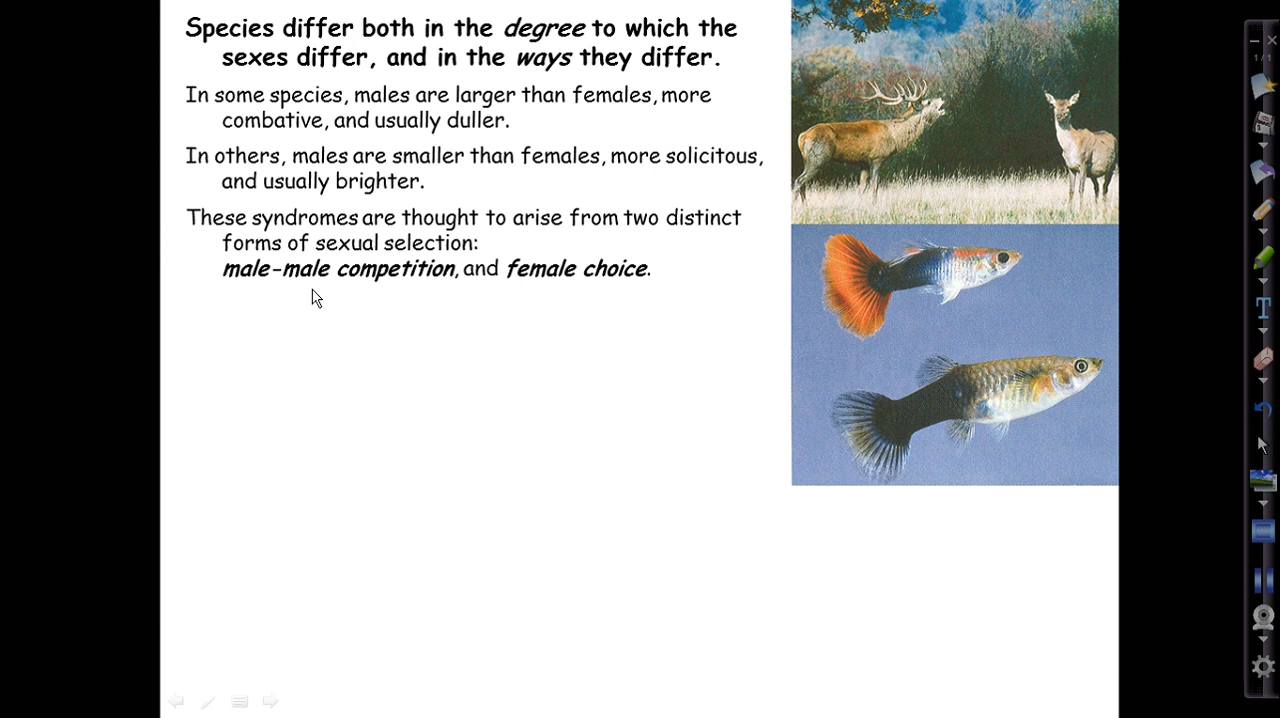 Species differ both in the degree to which the
sexes differ, and in the ways they differ.
In some species, males are larger than females, more
combative, and usually duller.
In others, males are smaller than females, more solicitous,
and usually brighter.
These syndromes are thought to arise from two distinct
forms of sexual selection:
male-male competition, and female choice.
1/1
T